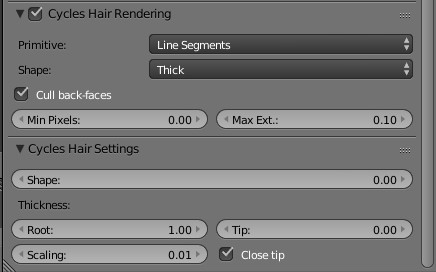 Cycles Hair Rendering
Primitive: Line Segments
Shape: Thick
Cull back-faces
Min Pixels: 0.00 Max Ext.: 0.10
Cycles Hair Settings
Shape: 0.00
Thickness:
Root: 1.00 Tip: 0.00
Scaling: 0.01 Close tip